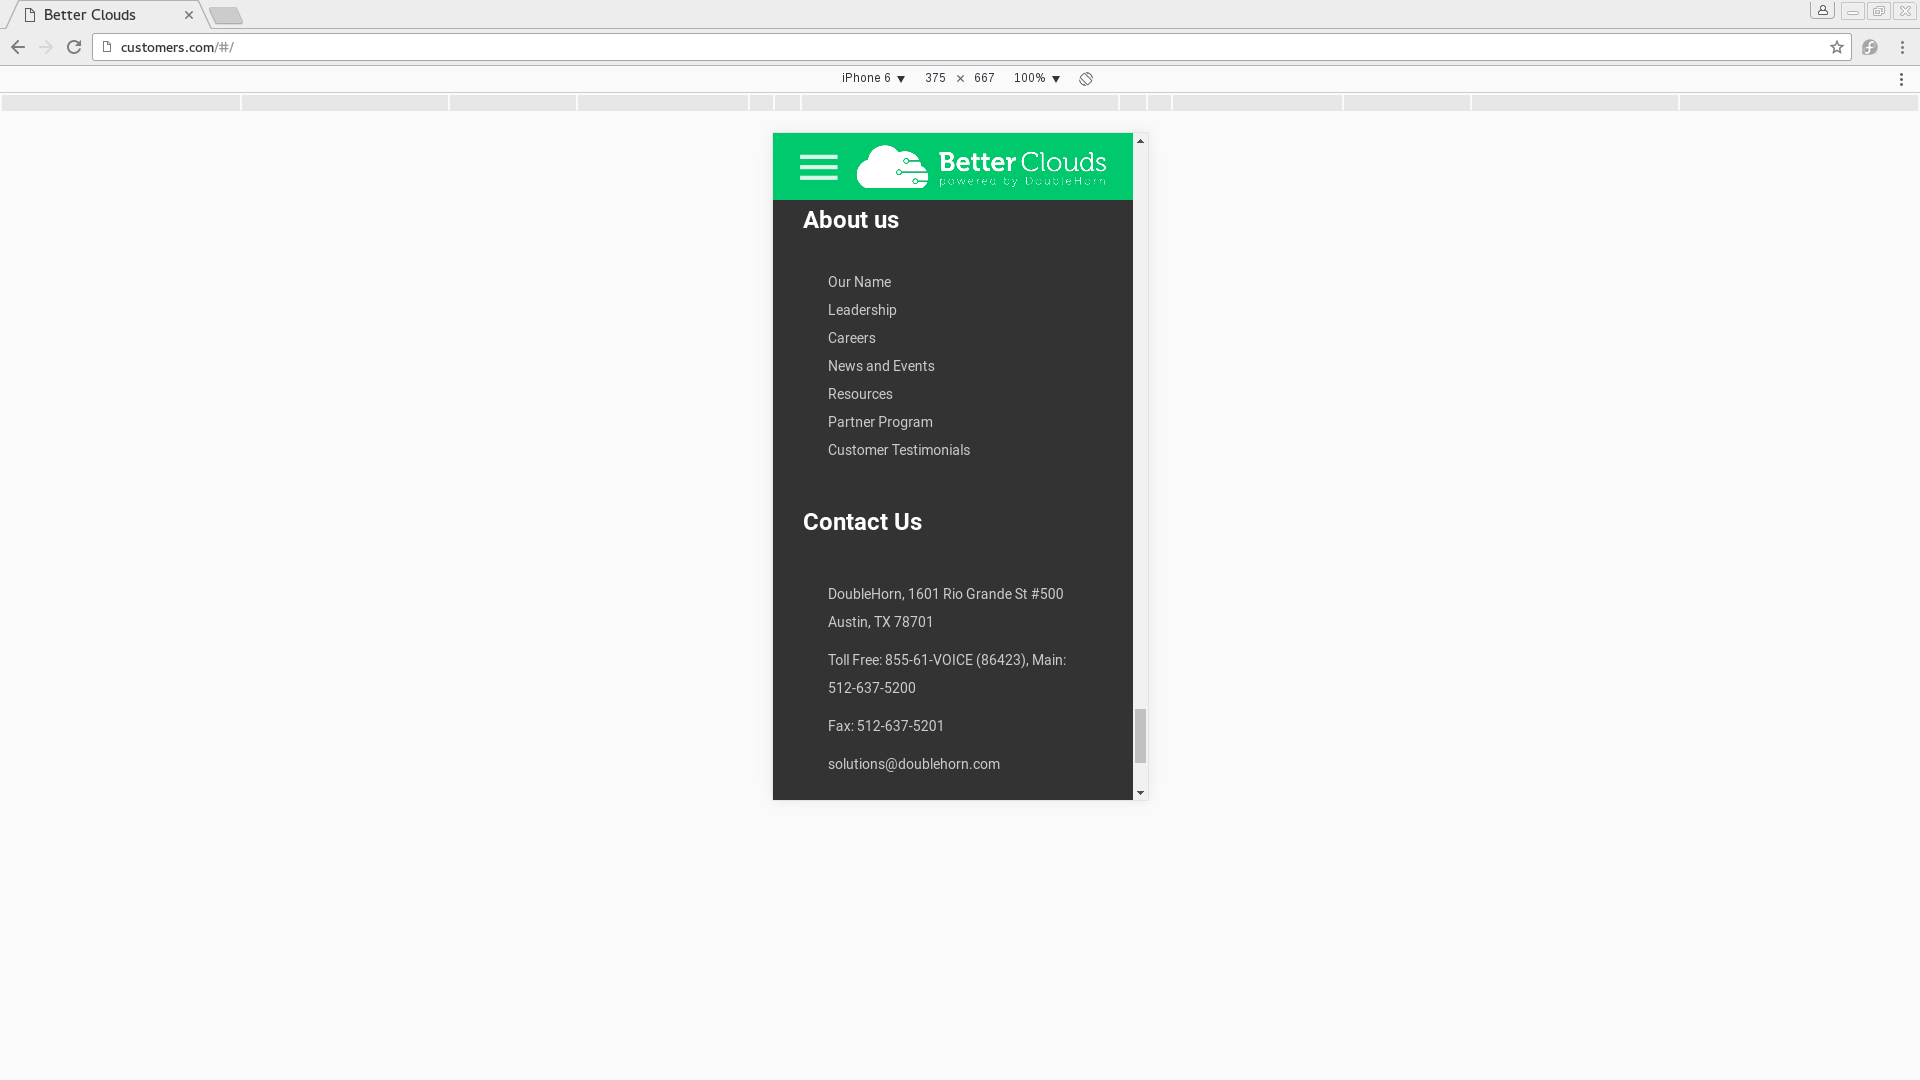 Better Clouds
customers.com/#/
iPhone 6 ▼ 375 × 667 100% ▼
Better Clouds
powered by DoubleHorn
About us
Our Name
Leadership
Careers
News and Events
Resources
Partner Program
Customer Testimonials
Contact Us
DoubleHorn, 1601 Rio Grande St #500
Austin, TX 78701
Toll Free: 855-61-VOICE (86423), Main:
512-637-5200
Fax: 512-637-5201
solutions@doublehorn.com